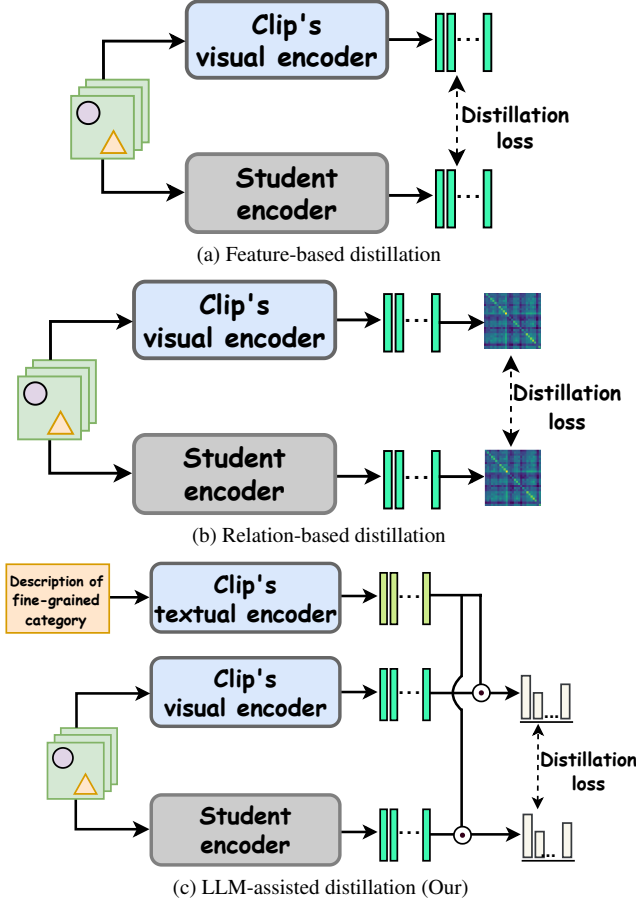 Clip's
visual encoder
Distillation
loss
Student
encoder
(a) Feature-based distillation
Clip's
visual encoder
Distillation
loss
Student
encoder
(b) Relation-based distillation
Description of
fine-grained
category
Clip's
textual encoder
Clip's
visual encoder
Distillation
loss
Student
encoder
(c) LLM-assisted distillation (Our)